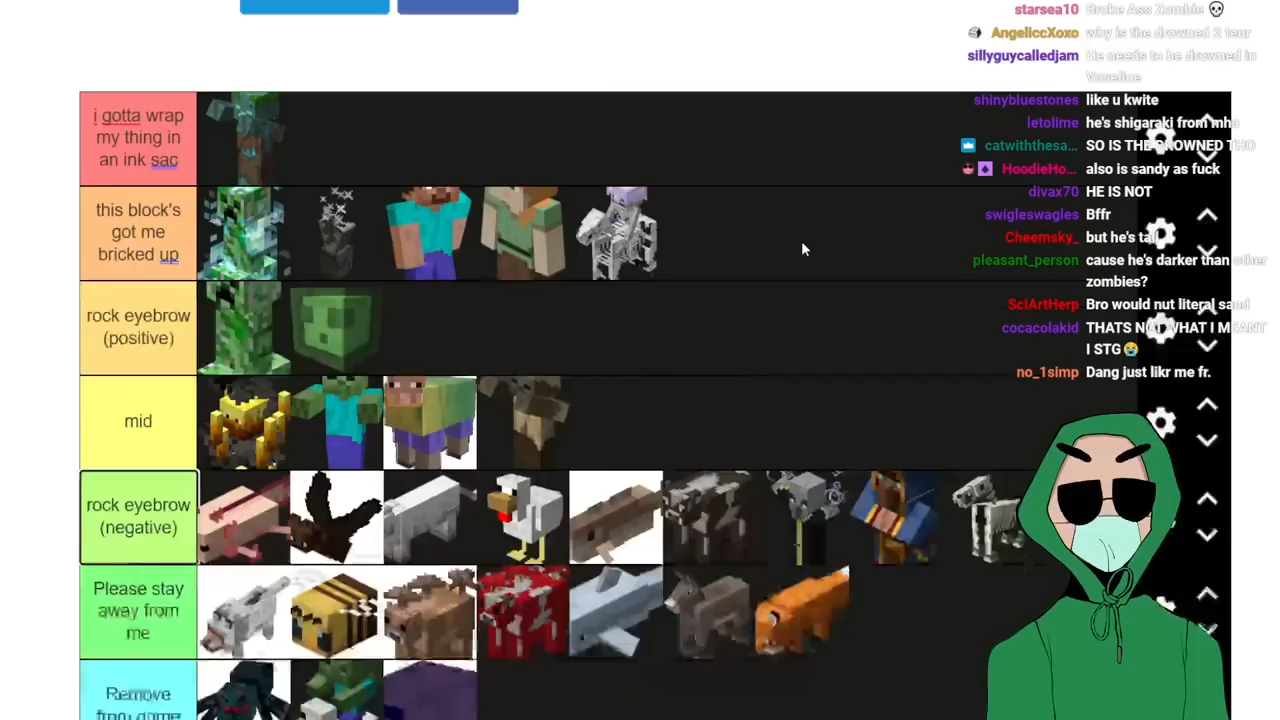 starsea10 Broke Ass Zombie 💀
AngeliccXoxo why is the drowned 2 teur
sillyguycalledjam He needs to be drowned in
Vaseline
shinybluestones like u kwite
letolime he's shigaraki from mha
catwiththesa... SO IS THE DROWNED THO
HoodieHo... also is sandy as fuck
divax70 HE IS NOT
swigleswagles Bffr
Cheemsky_ but he's tall
pleasant_person cause he's darker than other
zombies?
SciArtHerp Bro would nut literal sand
cocacolakid THATS NOT WHAT I MEANT
I STG 😭
no_1simp Dang just likr me fr.
i gotta wrap
my thing in
an ink sac
this block's
got me
bricked up
rock eyebrow
(positive)
mid
rock eyebrow
(negative)
Please stay
away from
me
Remove
from game